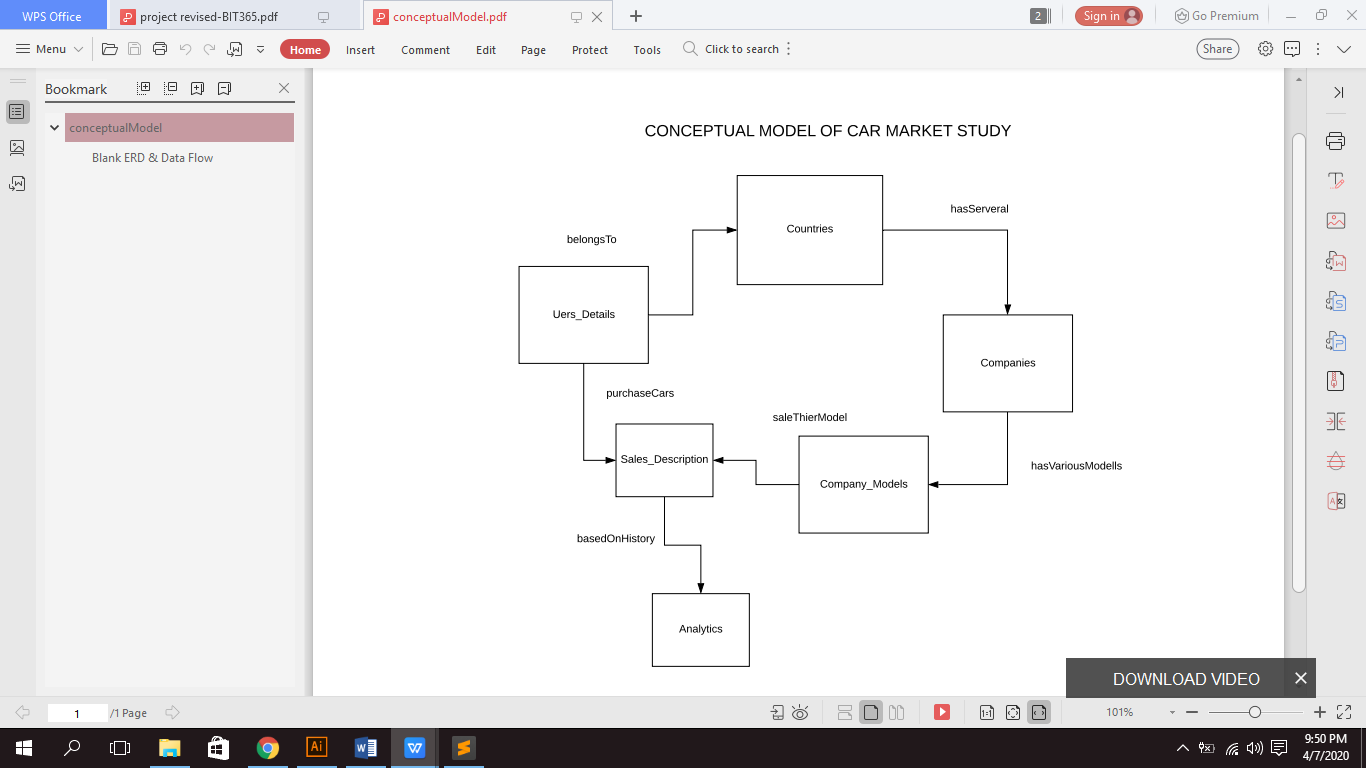 WPS Office
project revised-BIT365.pdf
conceptualModel.pdf
2
Sign in
Go Premium
Menu
Home
Insert
Comment
Edit
Page
Protect
Tools
Click to search
Share
Bookmark
conceptualModel
Blank ERD & Data Flow
CONCEPTUAL MODEL OF CAR MARKET STUDY
Countries
hasServeral
belongsTo
Uers_Details
Companies
purchaseCars
saleThierModel
Sales_Description
Company_Models
hasVariousModells
basedOnHistory
Analytics
DOWNLOAD VIDEO
1
/1 Page
1:1
101%
Ai
9:50 PM
4/7/2020